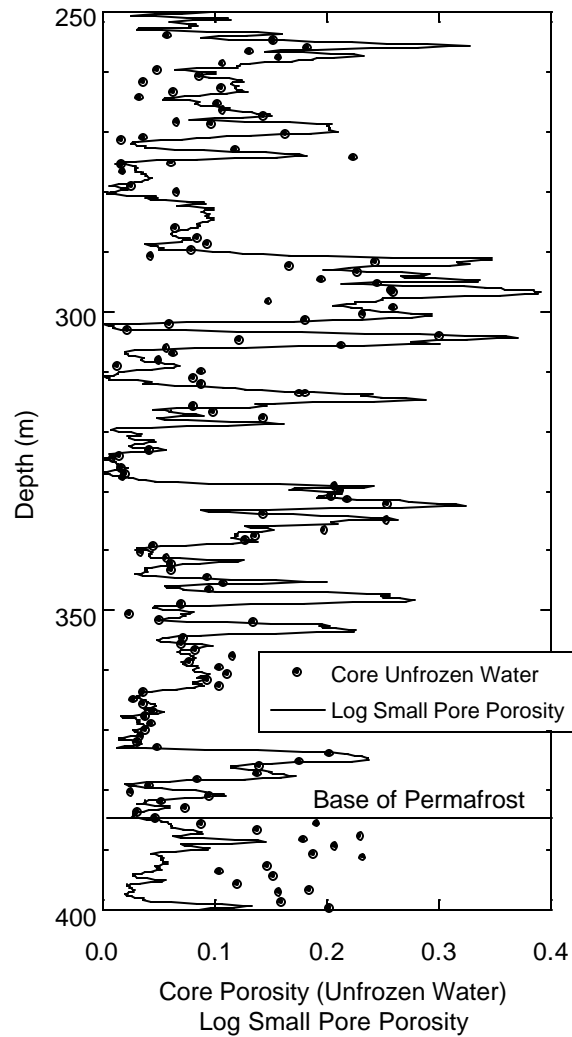 250
300
350
400
Depth (m)
Core Unfrozen Water
Log Small Pore Porosity
Base of Permafrost
0.0 0.1 0.2 0.3 0.4
Core Porosity (Unfrozen Water)
Log Small Pore Porosity